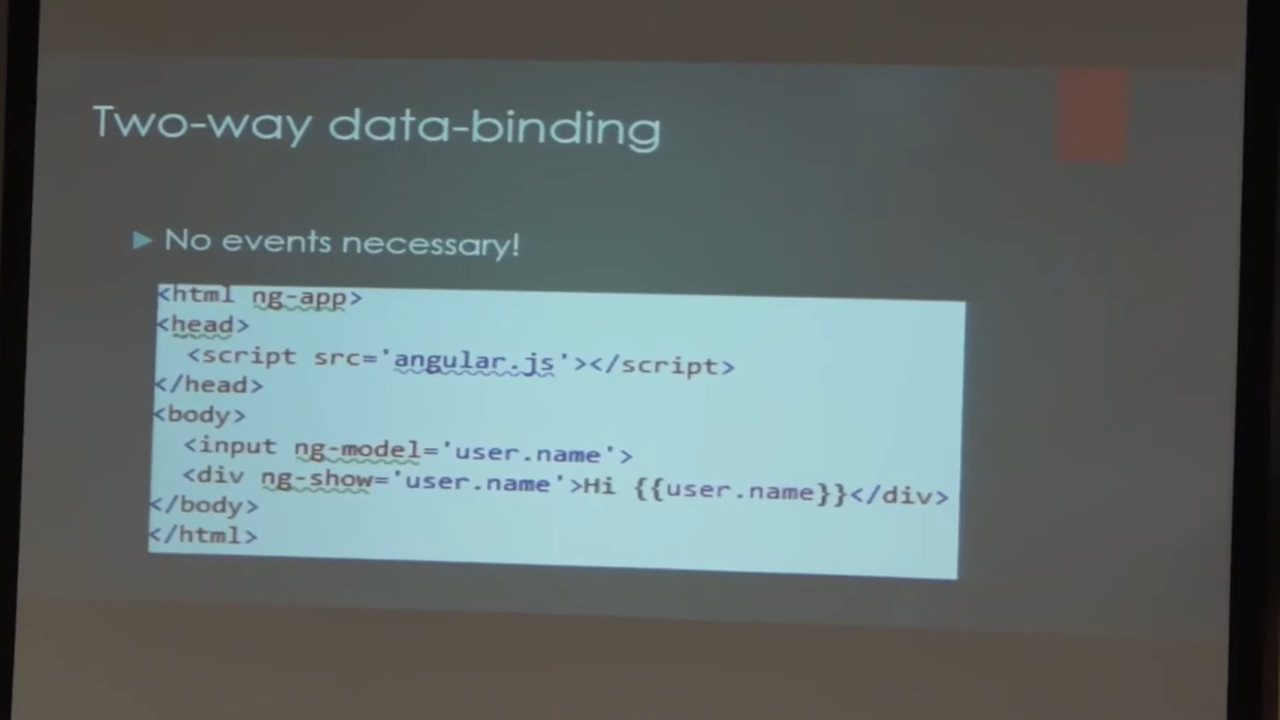 Two-way data-binding
No events necessary!
<html ng-app>
<head>
<script src='angular.js'></script>
</head>
<body>
<input ng-model='user.name'>
<div ng-show='user.name'>Hi {{user.name}}</div>
</body>
</html>